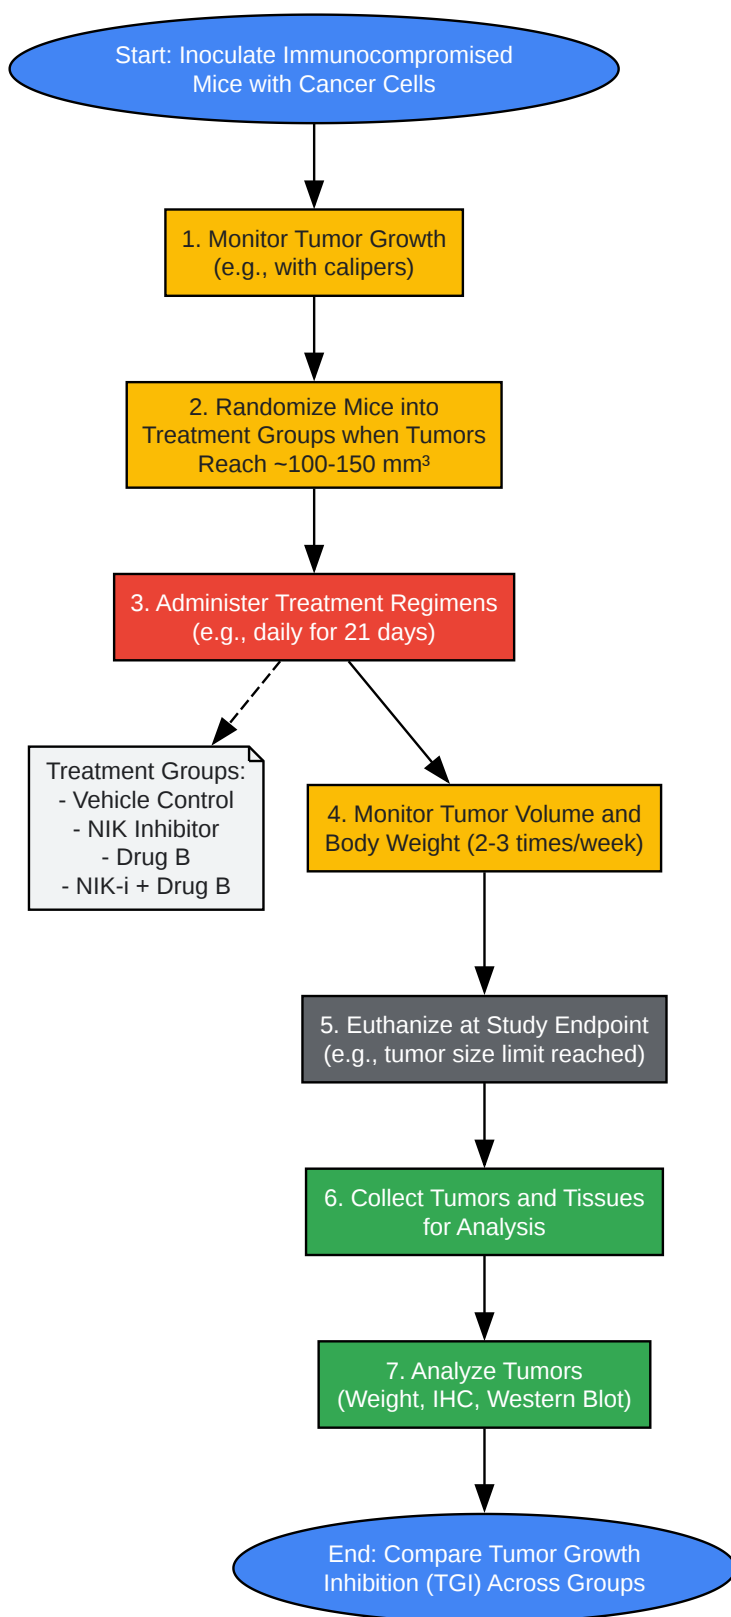 Start: Inoculate Immunocompromised
Mice with Cancer Cells
1. Monitor Tumor Growth
(e.g., with calipers)
2. Randomize Mice into
Treatment Groups when Tumors
Reach ~100-150 mm³
3. Administer Treatment Regimens
(e.g., daily for 21 days)
Treatment Groups:
- Vehicle Control
- NIK Inhibitor
- Drug B
- NIK-i + Drug B
4. Monitor Tumor Volume and
Body Weight (2-3 times/week)
5. Euthanize at Study Endpoint
(e.g., tumor size limit reached)
6. Collect Tumors and Tissues
for Analysis
7. Analyze Tumors
(Weight, IHC, Western Blot)
End: Compare Tumor Growth
Inhibition (TGI) Across Groups